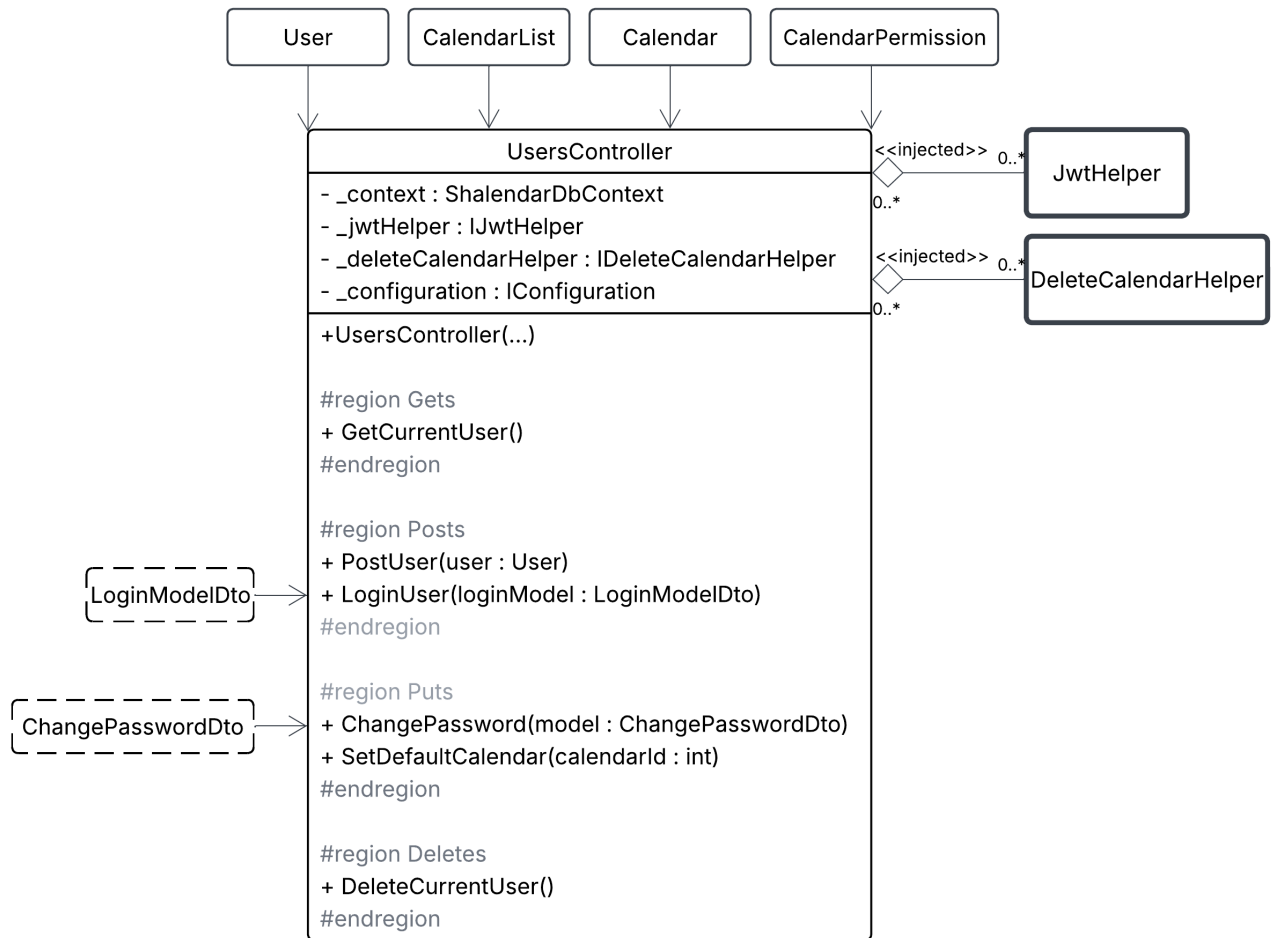 User
CalendarList
Calendar
CalendarPermission
UsersController
<<injected>>
0..*
0..*
JwtHelper
- _context : ShalendarDbContext
- _jwtHelper : IJwtHelper
- _deleteCalendarHelper : IDeleteCalendarHelper
- _configuration : IConfiguration
<<injected>>
0..*
0..*
DeleteCalendarHelper
+UsersController(...)
#region Gets
+ GetCurrentUser()
#endregion
#region Posts
+ PostUser(user : User)
LoginModelDto
+ LoginUser(loginModel : LoginModelDto)
#endregion
#region Puts
ChangePasswordDto
+ ChangePassword(model : ChangePasswordDto)
+ SetDefaultCalendar(calendarId : int)
#endregion
#region Deletes
+ DeleteCurrentUser()
#endregion